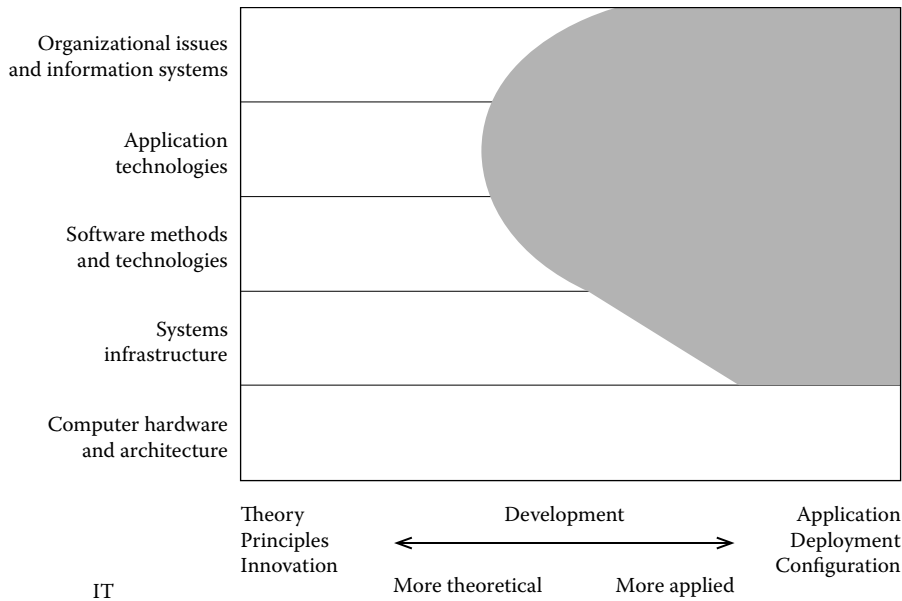 Organizational issues
and information systems
Application
technologies
Software methods
and technologies
Systems
infrastructure
Computer hardware
and architecture
Theory
Principles
Innovation
Development
Application
Deployment
Configuration
More theoretical
More applied
IT